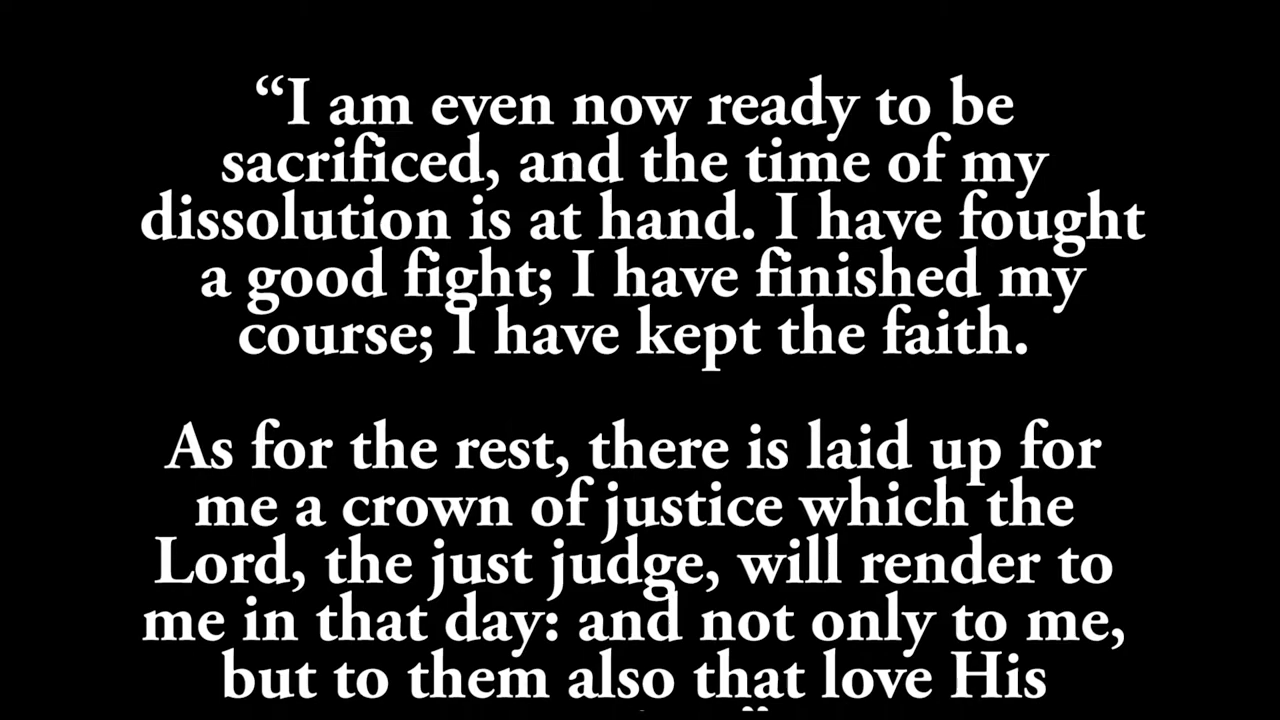 “I am even now ready to be
sacrificed, and the time of my
dissolution is at hand. I have fought
a good fight; I have finished my
course; I have kept the faith.
As for the rest, there is laid up for
me a crown of justice which the
Lord, the just judge, will render to
me in that day: and not only to me,
but to them also that love His